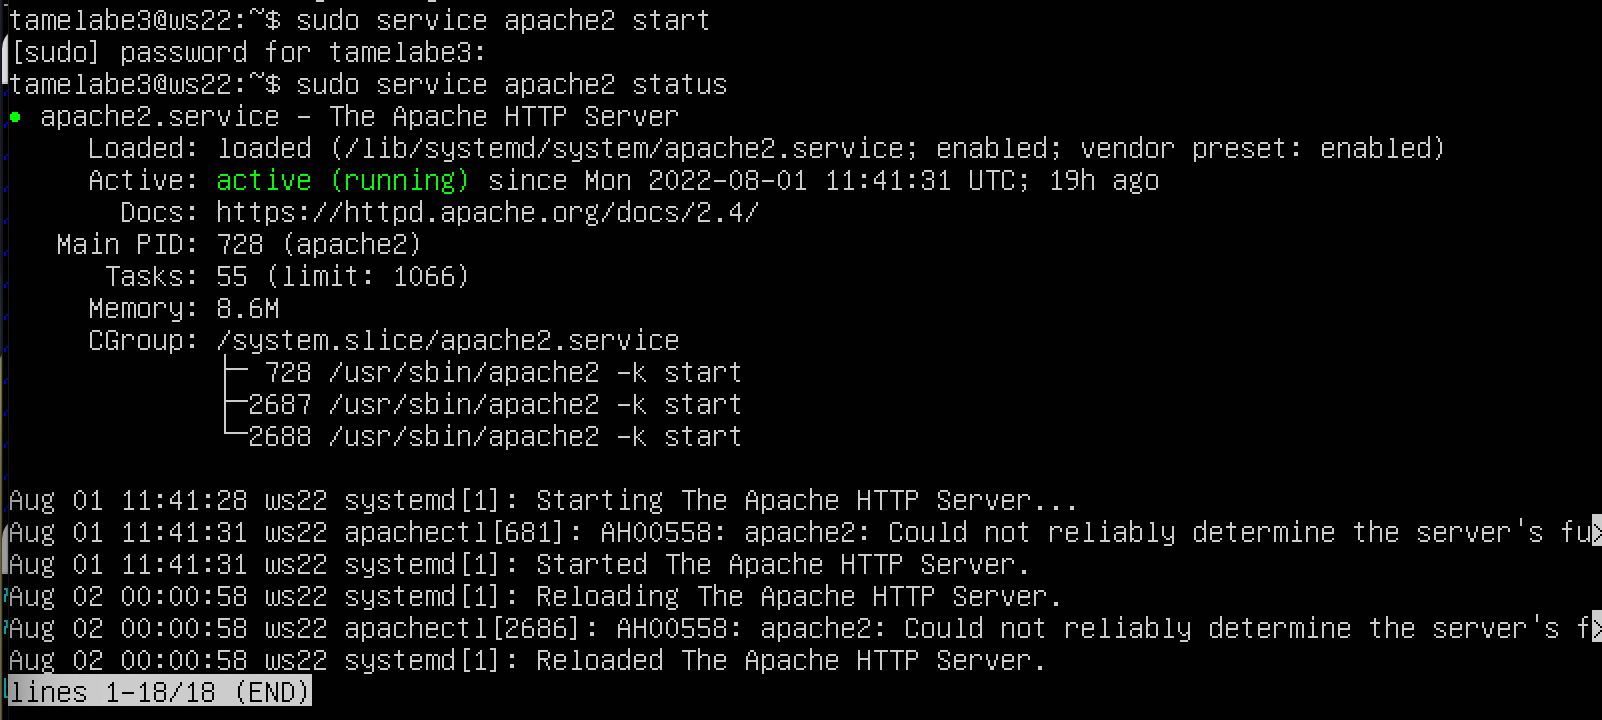 tamelabe3@ws22:~$ sudo service apache2 start
[sudo] password for tamelabe3:
tamelabe3@ws22:~$ sudo service apache2 status
● apache2.service - The Apache HTTP Server
     Loaded: loaded (/lib/systemd/system/apache2.service; enabled; vendor preset: enabled)
     Active: active (running) since Mon 2022-08-01 11:41:31 UTC; 19h ago
       Docs: https://httpd.apache.org/docs/2.4/
   Main PID: 728 (apache2)
      Tasks: 55 (limit: 1066)
     Memory: 8.6M
     CGroup: /system.slice/apache2.service
             ├─ 728 /usr/sbin/apache2 -k start
             ├─2687 /usr/sbin/apache2 -k start
             └─2688 /usr/sbin/apache2 -k start

Aug 01 11:41:28 ws22 systemd[1]: Starting The Apache HTTP Server...
Aug 01 11:41:31 ws22 apachectl[681]: AH00558: apache2: Could not reliably determine the server's fu>
Aug 01 11:41:31 ws22 systemd[1]: Started The Apache HTTP Server.
Aug 02 00:00:58 ws22 systemd[1]: Reloading The Apache HTTP Server.
Aug 02 00:00:58 ws22 apachectl[2686]: AH00558: apache2: Could not reliably determine the server's f>
Aug 02 00:00:58 ws22 systemd[1]: Reloaded The Apache HTTP Server.
lines 1-18/18 (END)